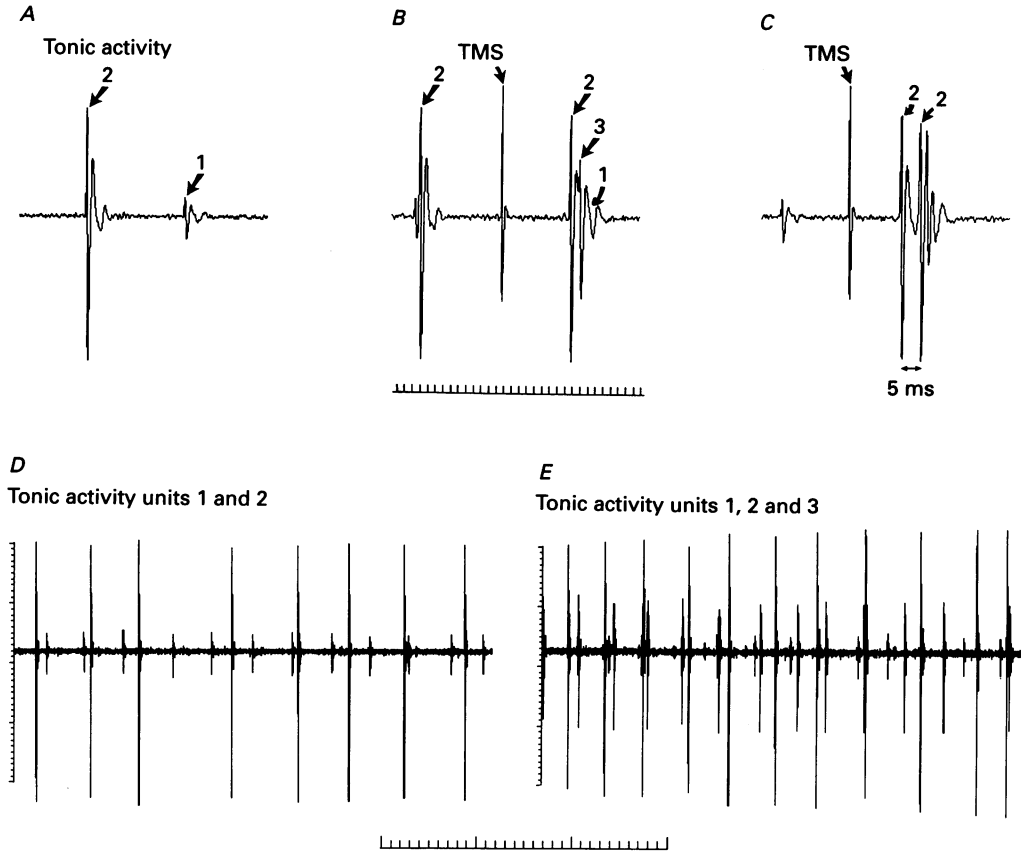 A
Tonic activity
2
1
B
TMS
2
2
3
1
C
TMS
2
2
5 ms
D
Tonic activity units 1 and 2
E
Tonic activity units 1, 2 and 3